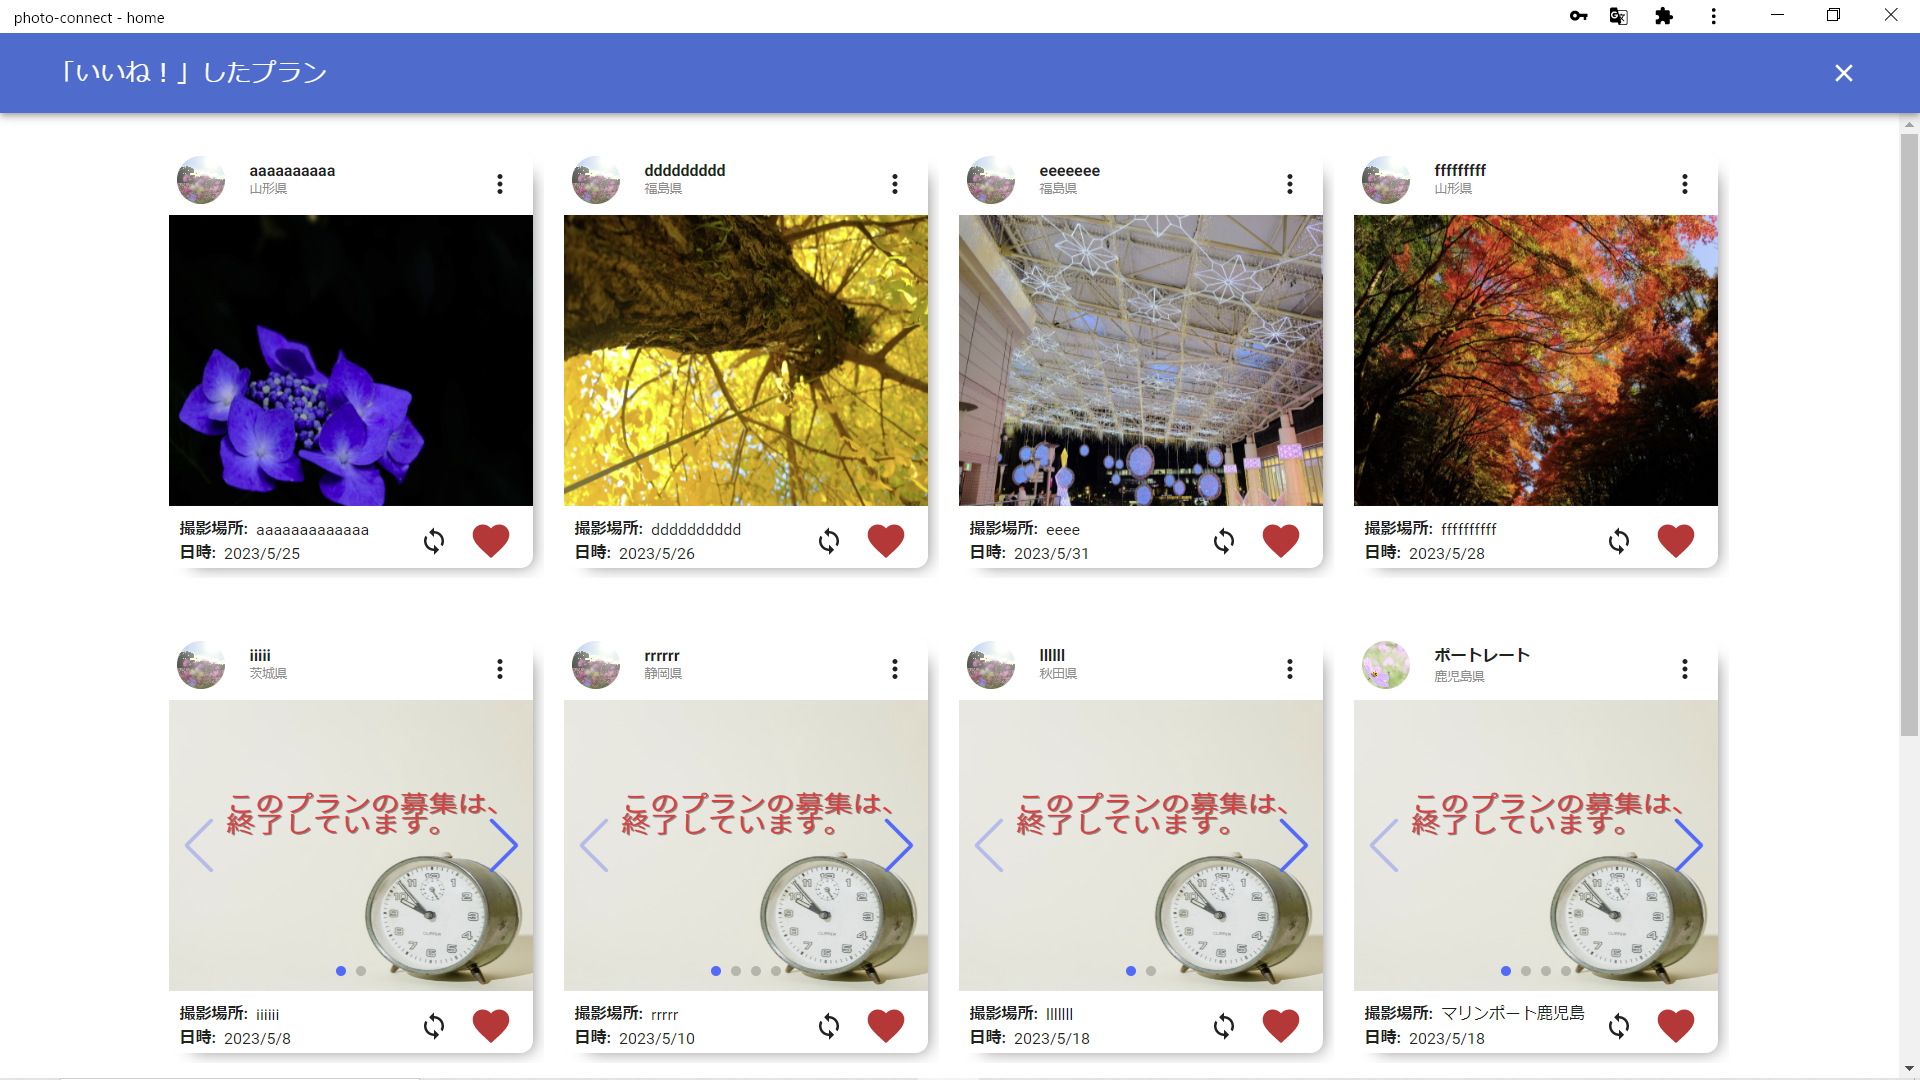 photo-connect - home
「いいね！」したプラン
aaaaaaaaaa
山形県
撮影場所: aaaaaaaaaaaaa
日時: 2023/5/25
ddddddddd
福島県
撮影場所: dddddddddd
日時: 2023/5/26
eeeeeee
福島県
撮影場所: eeee
日時: 2023/5/31
fffffffff
山形県
撮影場所: ffffffffff
日時: 2023/5/28
iiiii
茨城県
このプランの募集は、
終了しています。
撮影場所: iiiiii
日時: 2023/5/8
rrrrrr
静岡県
このプランの募集は、
終了しています。
撮影場所: rrrrr
日時: 2023/5/10
llllll
秋田県
このプランの募集は、
終了しています。
撮影場所: lllllll
日時: 2023/5/18
ポートレート
鹿児島県
このプランの募集は、
終了しています。
撮影場所: マリンポート鹿児島
日時: 2023/5/18